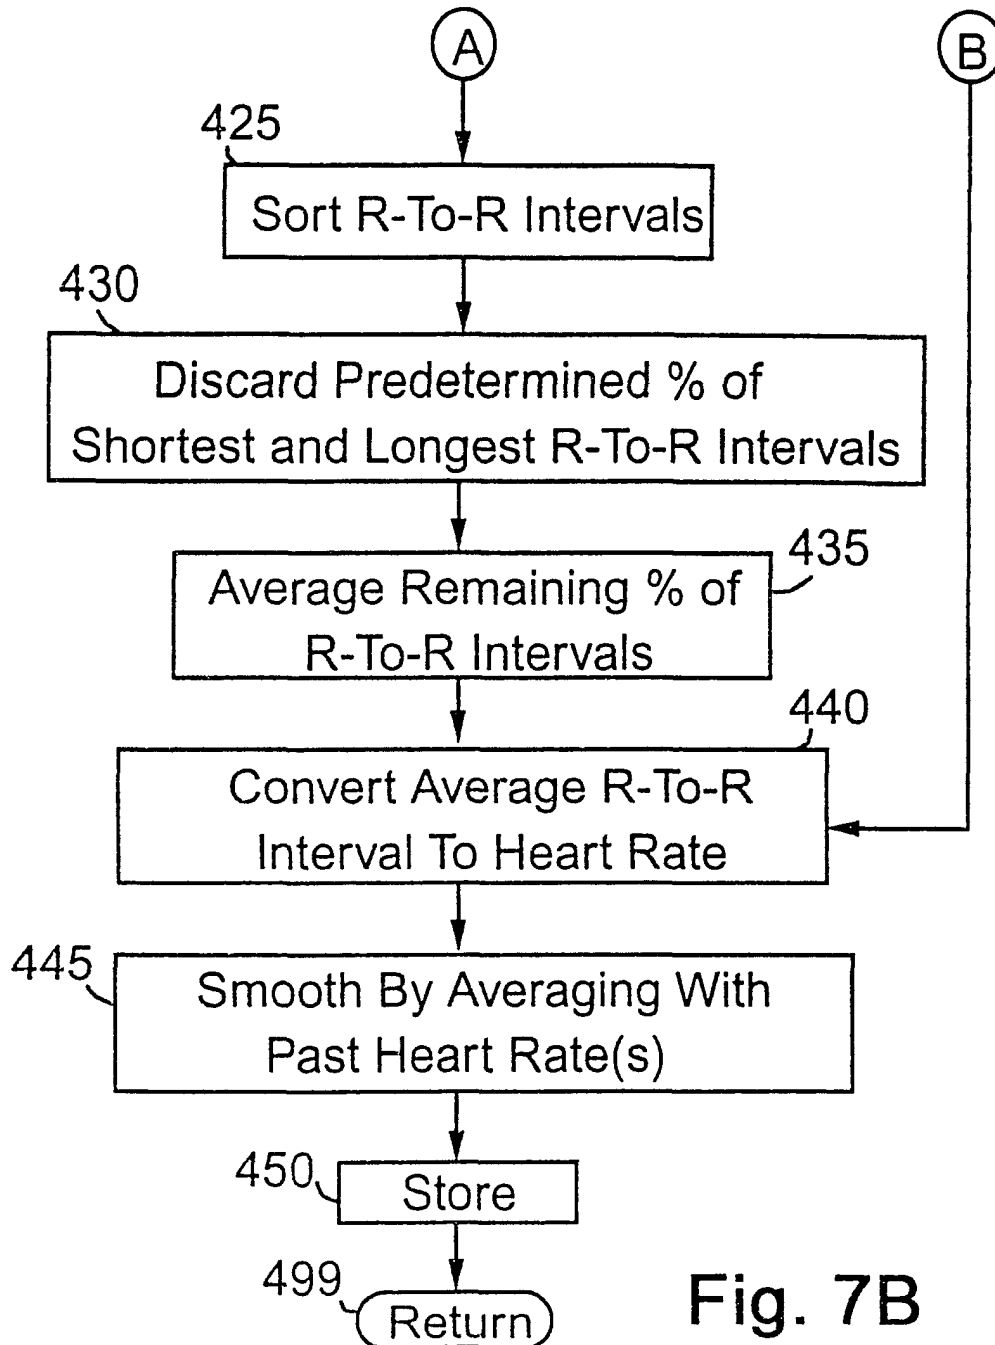 A
B
425
Sort R-To-R Intervals
430
Discard Predetermined % of
Shortest and Longest R-To-R Intervals
435
Average Remaining % of
R-To-R Intervals
440
Convert Average R-To-R
Interval To Heart Rate
445
Smooth By Averaging With
Past Heart Rate(s)
450
Store
499
Return
Fig. 7B